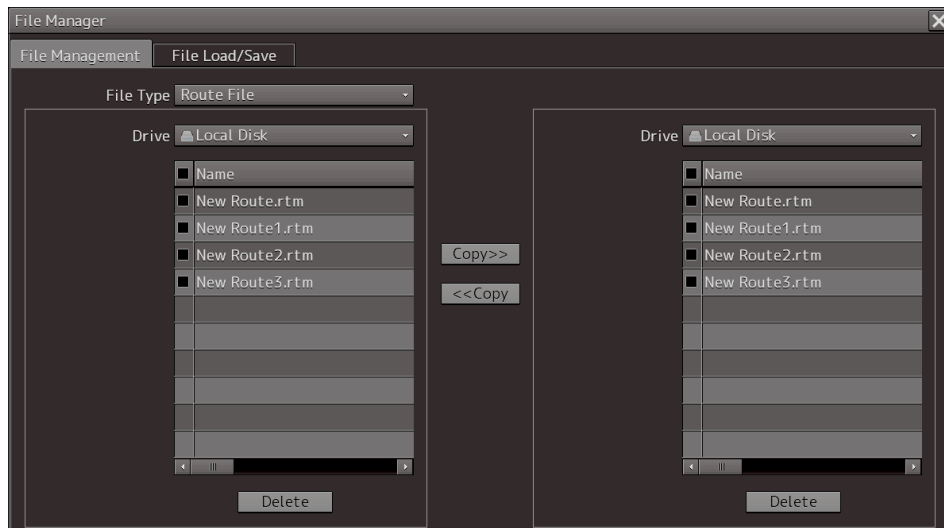 File Manager
File Management File Load/Save
File Type Route File
Drive Local Disk
Name
New Route.rtm
New Route1.rtm
New Route2.rtm
New Route3.rtm
Delete
Copy>>
<<Copy
Drive Local Disk
Name
New Route.rtm
New Route1.rtm
New Route2.rtm
New Route3.rtm
Delete